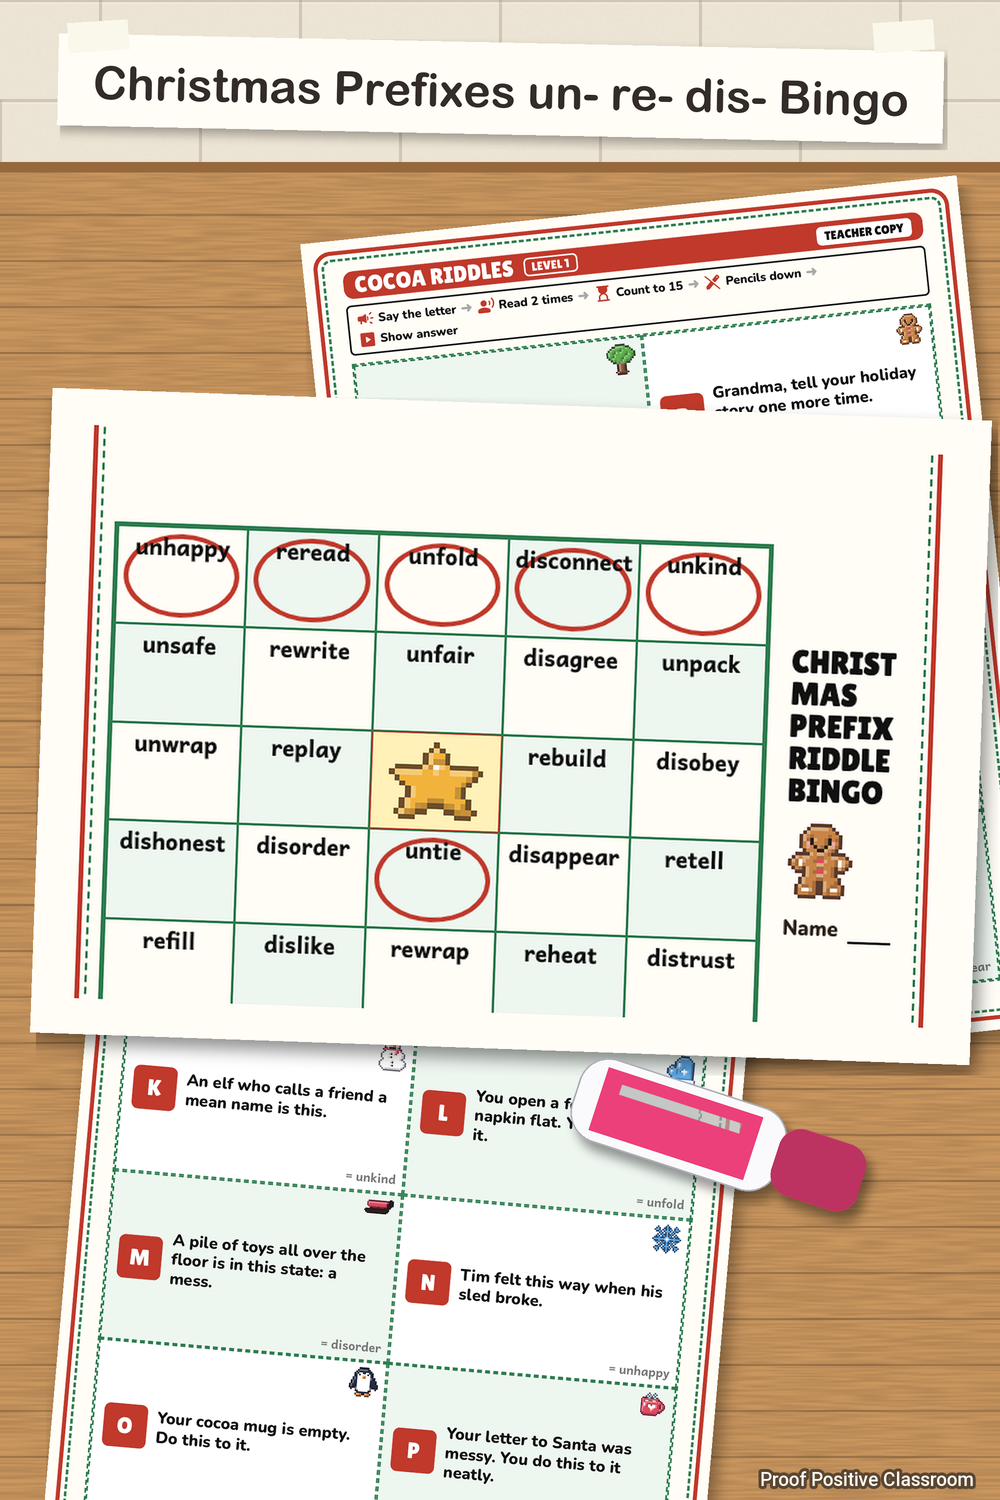 Christmas Prefixes un- re- dis- Bingo
COCOA RIDDLES
LEVEL 1
TEACHER COPY
Say the letter → Read 2 times → Count to 15 → Pencils down →
Show answer
Grandma, tell your holiday
story one more time.
unhappy reread unfold disconnect unkind
unsafe rewrite unfair disagree unpack
unwrap replay rebuild disobey
dishonest disorder untie disappear retell
refill dislike rewrap reheat distrust
CHRIST
MAS
PREFIX
RIDDLE
BINGO
Name
K
An elf who calls a friend a
mean name is this.
= unkind
L
You open a
napkin flat.
it.
= unfold
M
A pile of toys all over the
floor is in this state: a
mess.
= disorder
N
Tim felt this way when his
sled broke.
= unhappy
O
Your cocoa mug is empty.
Do this to it.
P
Your letter to Santa was
messy. You do this to it
neatly.
Proof Positive Classroom